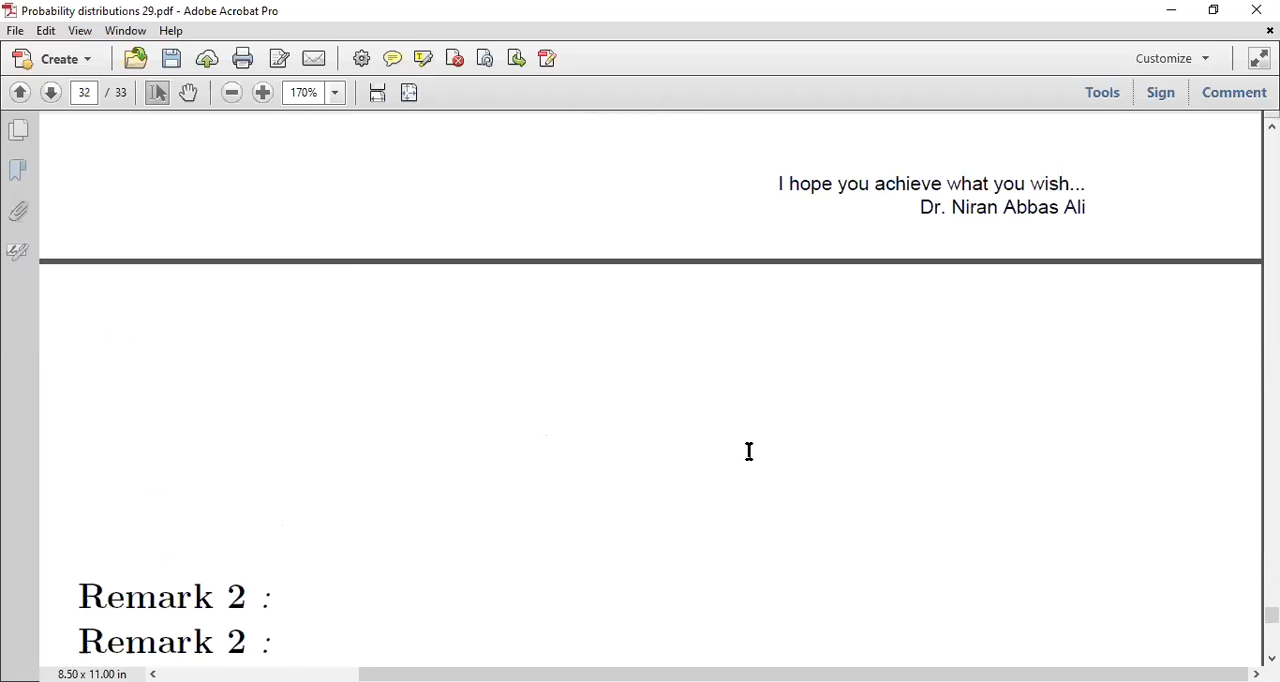 Probability distributions 29.pdf - Adobe Acrobat Pro
File Edit View Window Help
Create Customize
32 / 33 170% Tools Sign Comment
I hope you achieve what you wish...
Dr. Niran Abbas Ali
Remark 2 :
Remark 2 :
8.50 x 11.00 in